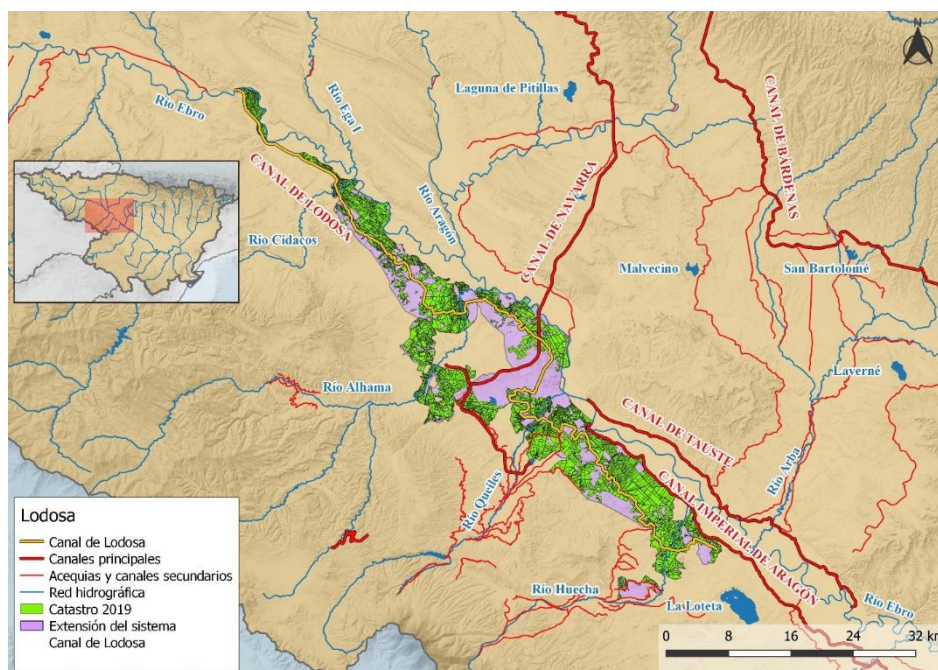 Río Ebro
Río Ega I
Laguna de Pitillas
CANAL DE BÁRDENAS
CANAL DE LODOSA
Río Aragón
CANAL DE NAVARRA
Río Cidacos
Malvecino
San Bartolomé
Laverné
Río Alhama
CANAL DE TAUSTE
Río Arba
Río Queiles
CANAL IMPERIAL DE ARAGÓN
Río Huecha
La Loteta
Río Ebro
Lodosa
Canal de Lodosa
Canales principales
Acequias y canales secundarios
Red hidrográfica
Catastro 2019
Extensión del sistema
Canal de Lodosa
0 8 16 24 32 km